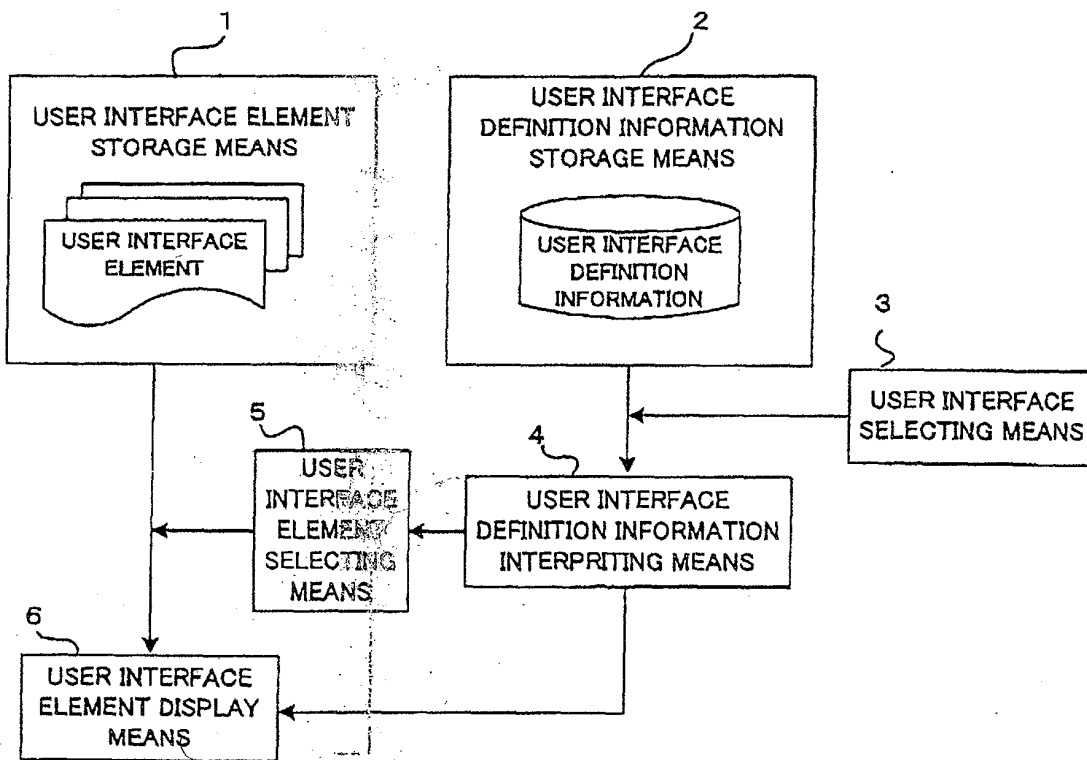 1
USER INTERFACE ELEMENT
STORAGE MEANS
USER INTERFACE
ELEMENT
2
USER INTERFACE
DEFINITION INFORMATION
STORAGE MEANS
USER INTERFACE
DEFINITION
INFORMATION
3
USER INTERFACE
SELECTING MEANS
4
USER INTERFACE
DEFINITION INFORMATION
INTERPRITING MEANS
5
USER
INTERFACE
ELEMENT
SELECTING
MEANS
6
USER INTERFACE
ELEMENT DISPLAY
MEANS